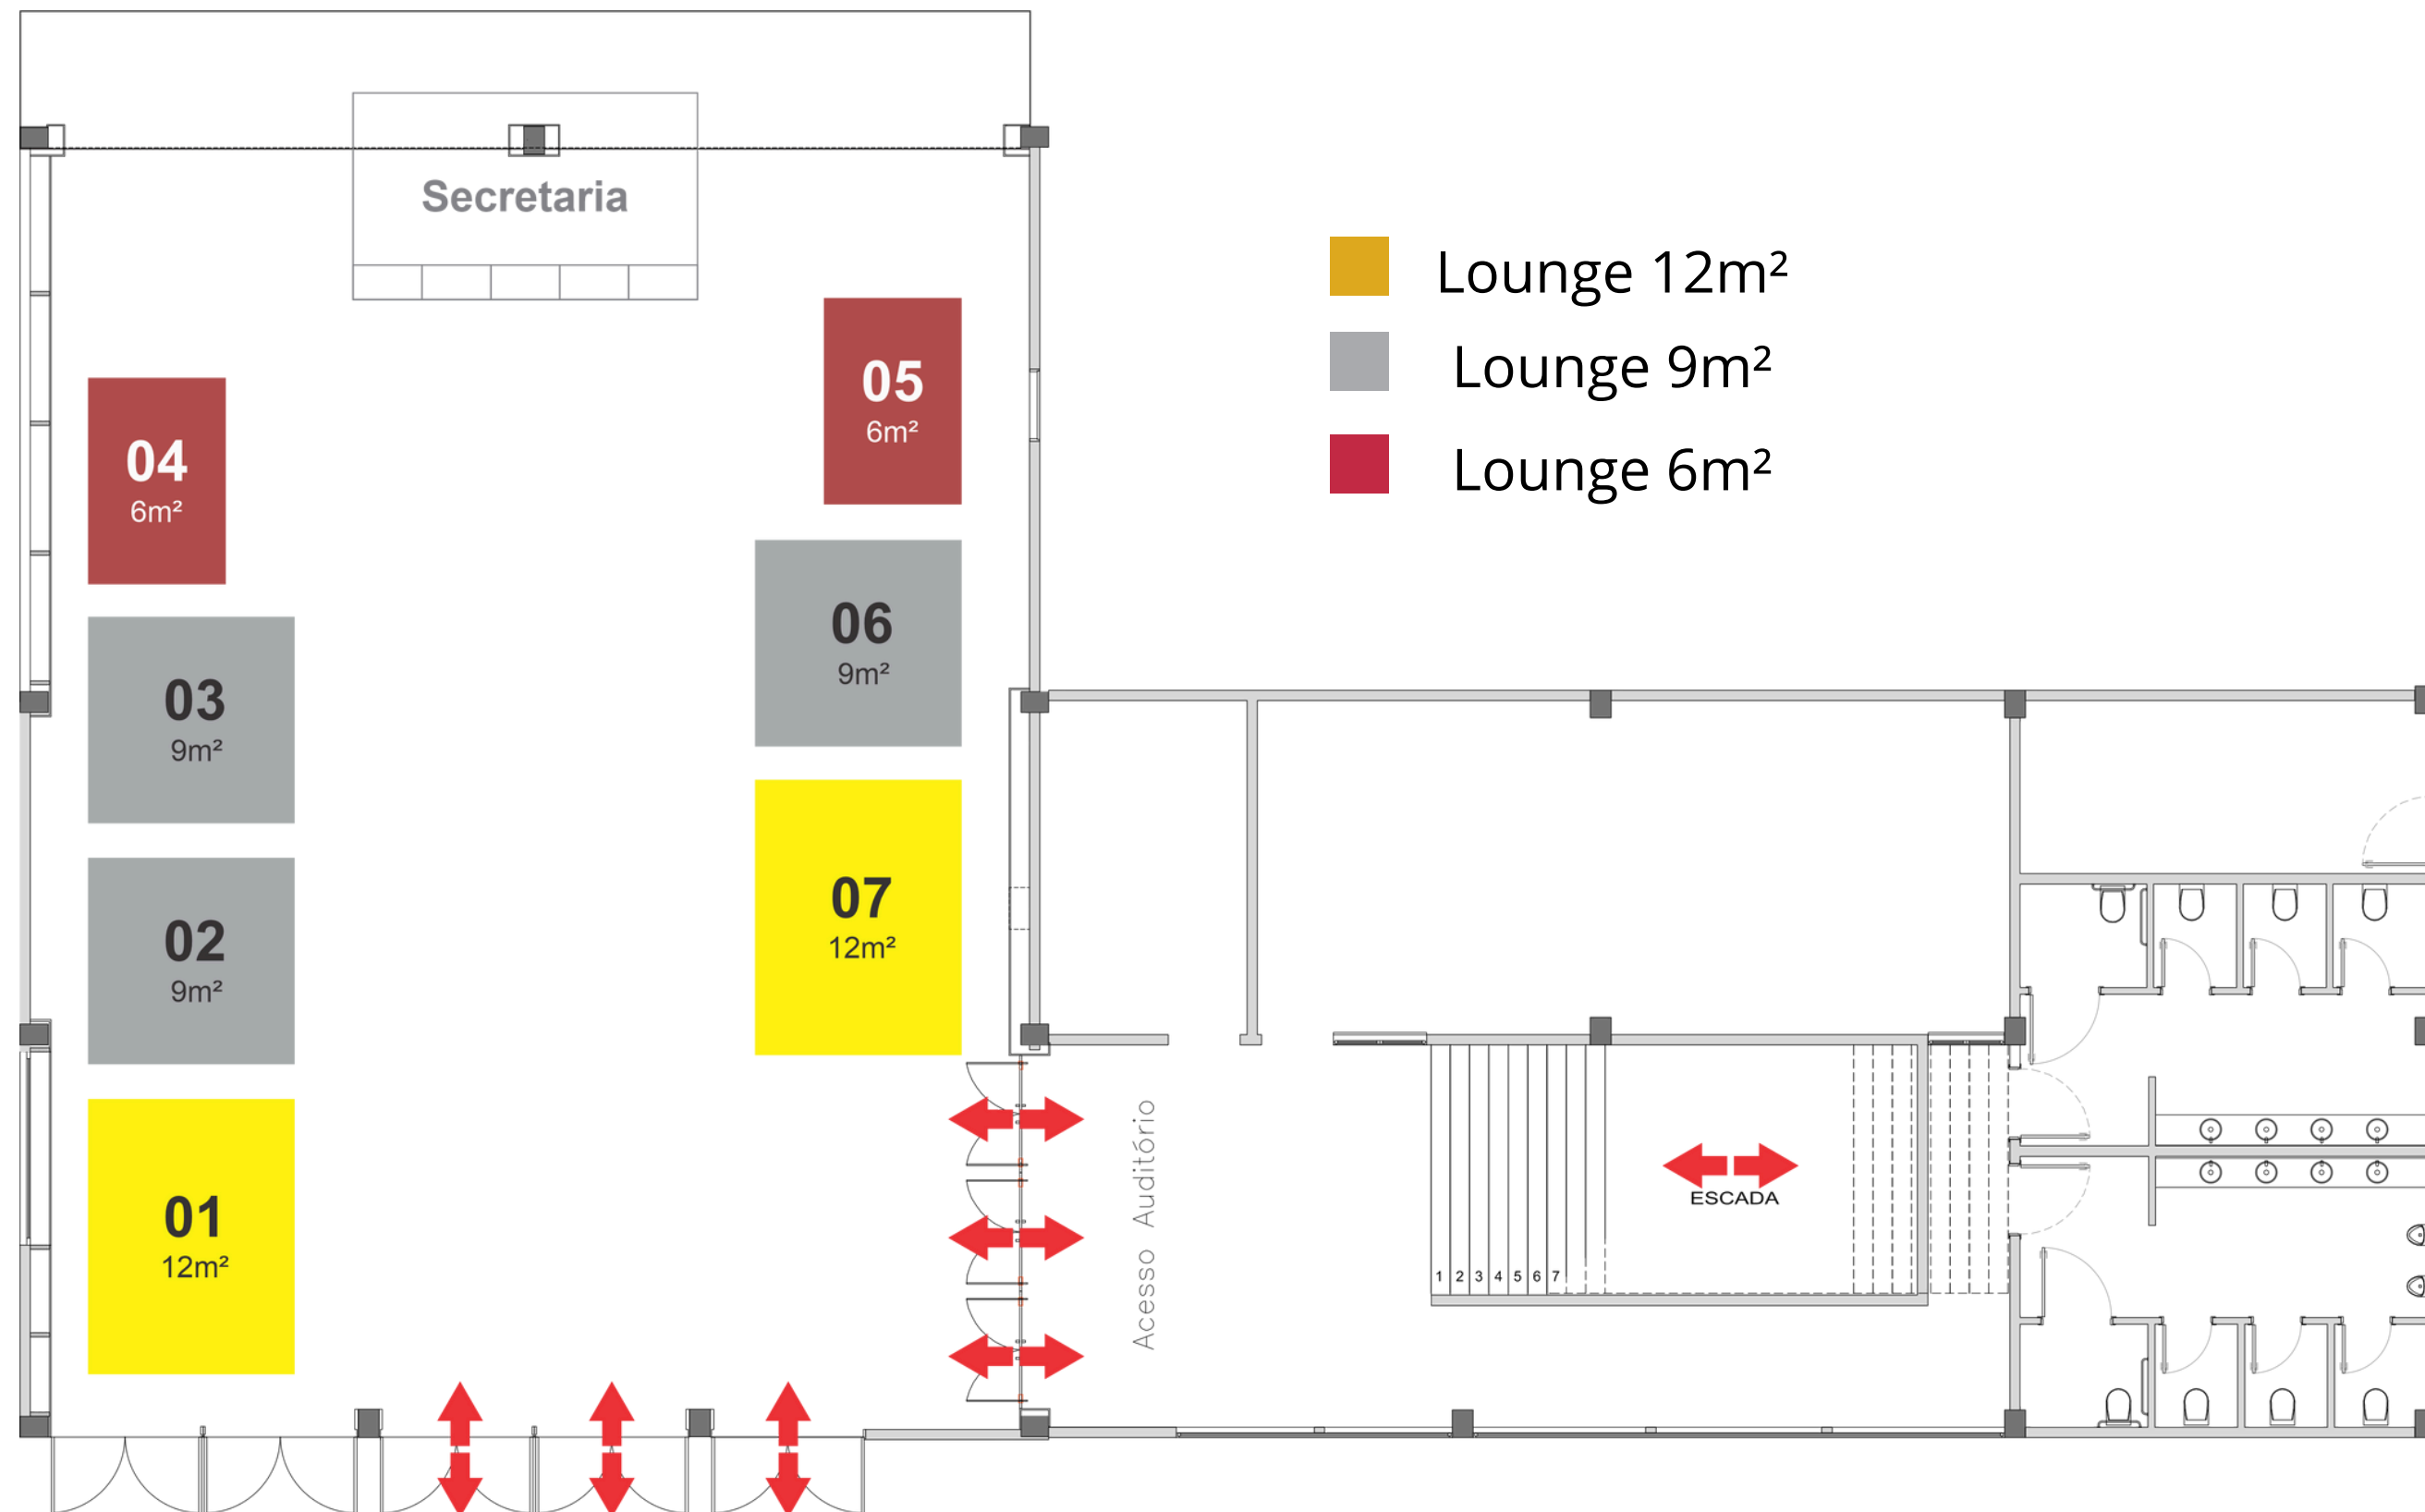 Secretaria
Lounge 12m²
Lounge 9m²
Lounge 6m²
05
6m²
04
6m²
06
9m²
03
9m²
07
12m²
02
9m²
01
12m²
Acesso Auditório
ESCADA
1 2 3 4 5 6 7